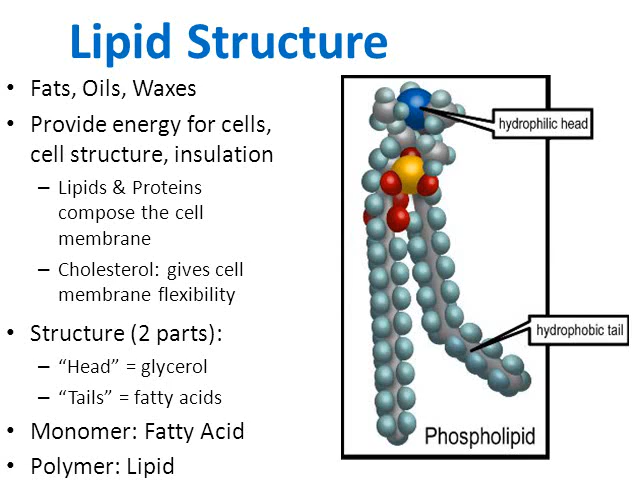 Lipid Structure
• Fats, Oils, Waxes
• Provide energy for cells,
cell structure, insulation
– Lipids & Proteins
compose the cell
membrane
– Cholesterol: gives cell
membrane flexibility
• Structure (2 parts):
– “Head” = glycerol
– “Tails” = fatty acids
• Monomer: Fatty Acid
• Polymer: Lipid
hydrophilic head
hydrophobic tail
Phospholipid